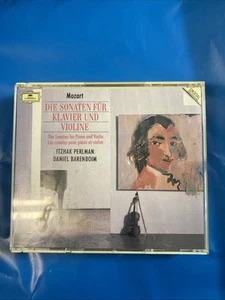 Mozart
DIE SONATEN FÜR
KLAVIER UND
VIOLINE
The Sonatas for Piano and Violin
Les sonates pour piano et violon
ITZHAK PERLMAN
DANIEL BARENBOIM